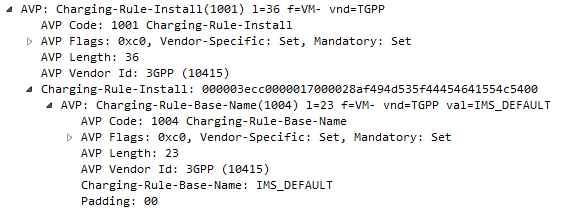 AVP: Charging-Rule-Install(1001) l=36 f=VM- vnd=TGPP
AVP Code: 1001 Charging-Rule-Install
AVP Flags: 0xc0, Vendor-Specific: Set, Mandatory: Set
AVP Length: 36
AVP Vendor Id: 3GPP (10415)
Charging-Rule-Install: 000003ecc0000017000028af494d535f44454641554c5400
AVP: Charging-Rule-Base-Name(1004) l=23 f=VM- vnd=TGPP val=IMS_DEFAULT
AVP Code: 1004 Charging-Rule-Base-Name
AVP Flags: 0xc0, Vendor-Specific: Set, Mandatory: Set
AVP Length: 23
AVP Vendor Id: 3GPP (10415)
Charging-Rule-Base-Name: IMS_DEFAULT
Padding: 00